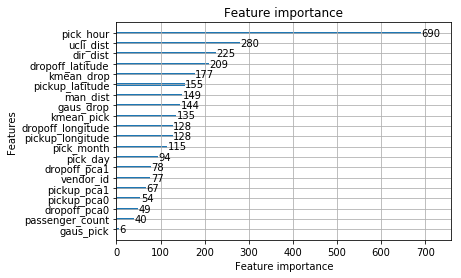 Feature importance
pick_hour 690
ucli_dist 280
dir_dist 225
dropoff_latitude 209
kmean_drop 177
pickup_latitude 155
man_dist 149
gaus_drop 144
kmean_pick 135
dropoff_longitude 128
pickup_longitude 128
pick_month 115
pick_day 94
dropoff_pca1 78
vendor_id 77
pickup_pca1 67
pickup_pca0 54
dropoff_pca0 49
passenger_count 40
gaus_pick 6
Features
0 100 200 300 400 500 600 700
Feature importance